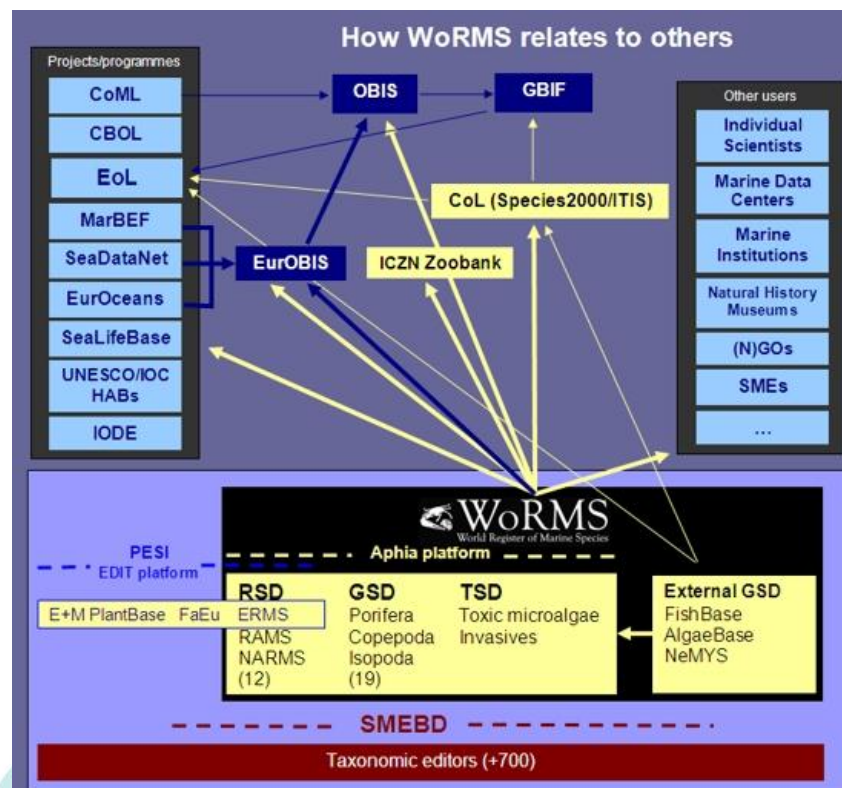 How WoRMS relates to others
Projects/programmes
CoML
CBOL
EoL
MarBEF
SeaDataNet
EurOceans
SeaLifeBase
UNESCO/IOC
HABs
IODE
OBIS
GBIF
CoL (Species2000/ITIS)
EurOBIS
ICZN Zoobank
Other users
Individual
Scientists
Marine Data
Centers
Marine
Institutions
Natural History
Museums
(N)GOs
SMEs
...
WoRMS
World Register of Marine Species
Aphia platform
PESI
EDIT platform
E+M PlantBase FaEu ERMS
RSD
RAMS
NARMS
(12)
GSD
Porifera
Copepoda
Isopoda
(19)
TSD
Toxic microalgae
Invasives
External GSD
FishBase
AlgaeBase
NeMYS
SMEBD
Taxonomic editors (+700)